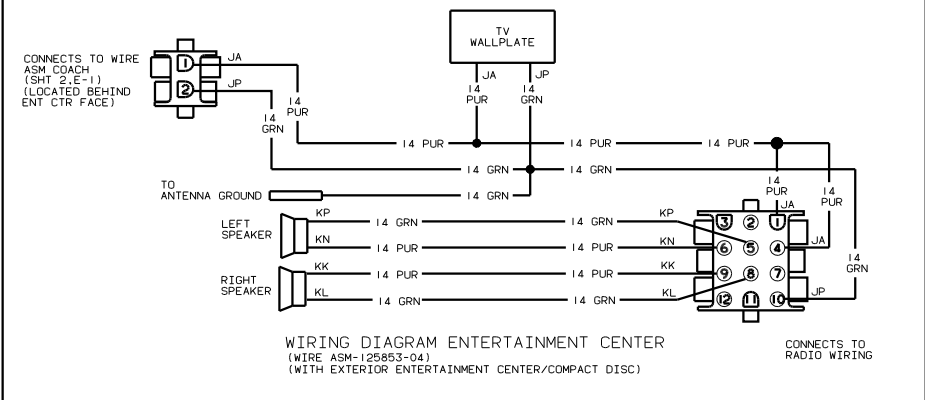 TV
WALLPLATE
CONNECTS TO WIRE
ASM COACH
(SHT 2,E-1)
(LOCATED BEHIND
ENT CTR FACE)
1
JA
2
JP
JA
JP
14
PUR
14
GRN
14
PUR
14
GRN
14 PUR
14 PUR
14 PUR
14 GRN
14 GRN
TO
ANTENNA GROUND
14 GRN
14
PUR
JA
14
PUR
LEFT
SPEAKER
KP
14 GRN
14 GRN
KP
3
2
1
KN
14 PUR
14 PUR
KN
6
5
4
JA
RIGHT
SPEAKER
KK
14 PUR
14 PUR
KK
9
8
7
14
GRN
KL
14 GRN
14 GRN
KL
12
11
10
JP
WIRING DIAGRAM ENTERTAINMENT CENTER
(WIRE ASM-125853-04)
(WITH EXTERIOR ENTERTAINMENT CENTER/COMPACT DISC)
CONNECTS TO
RADIO WIRING